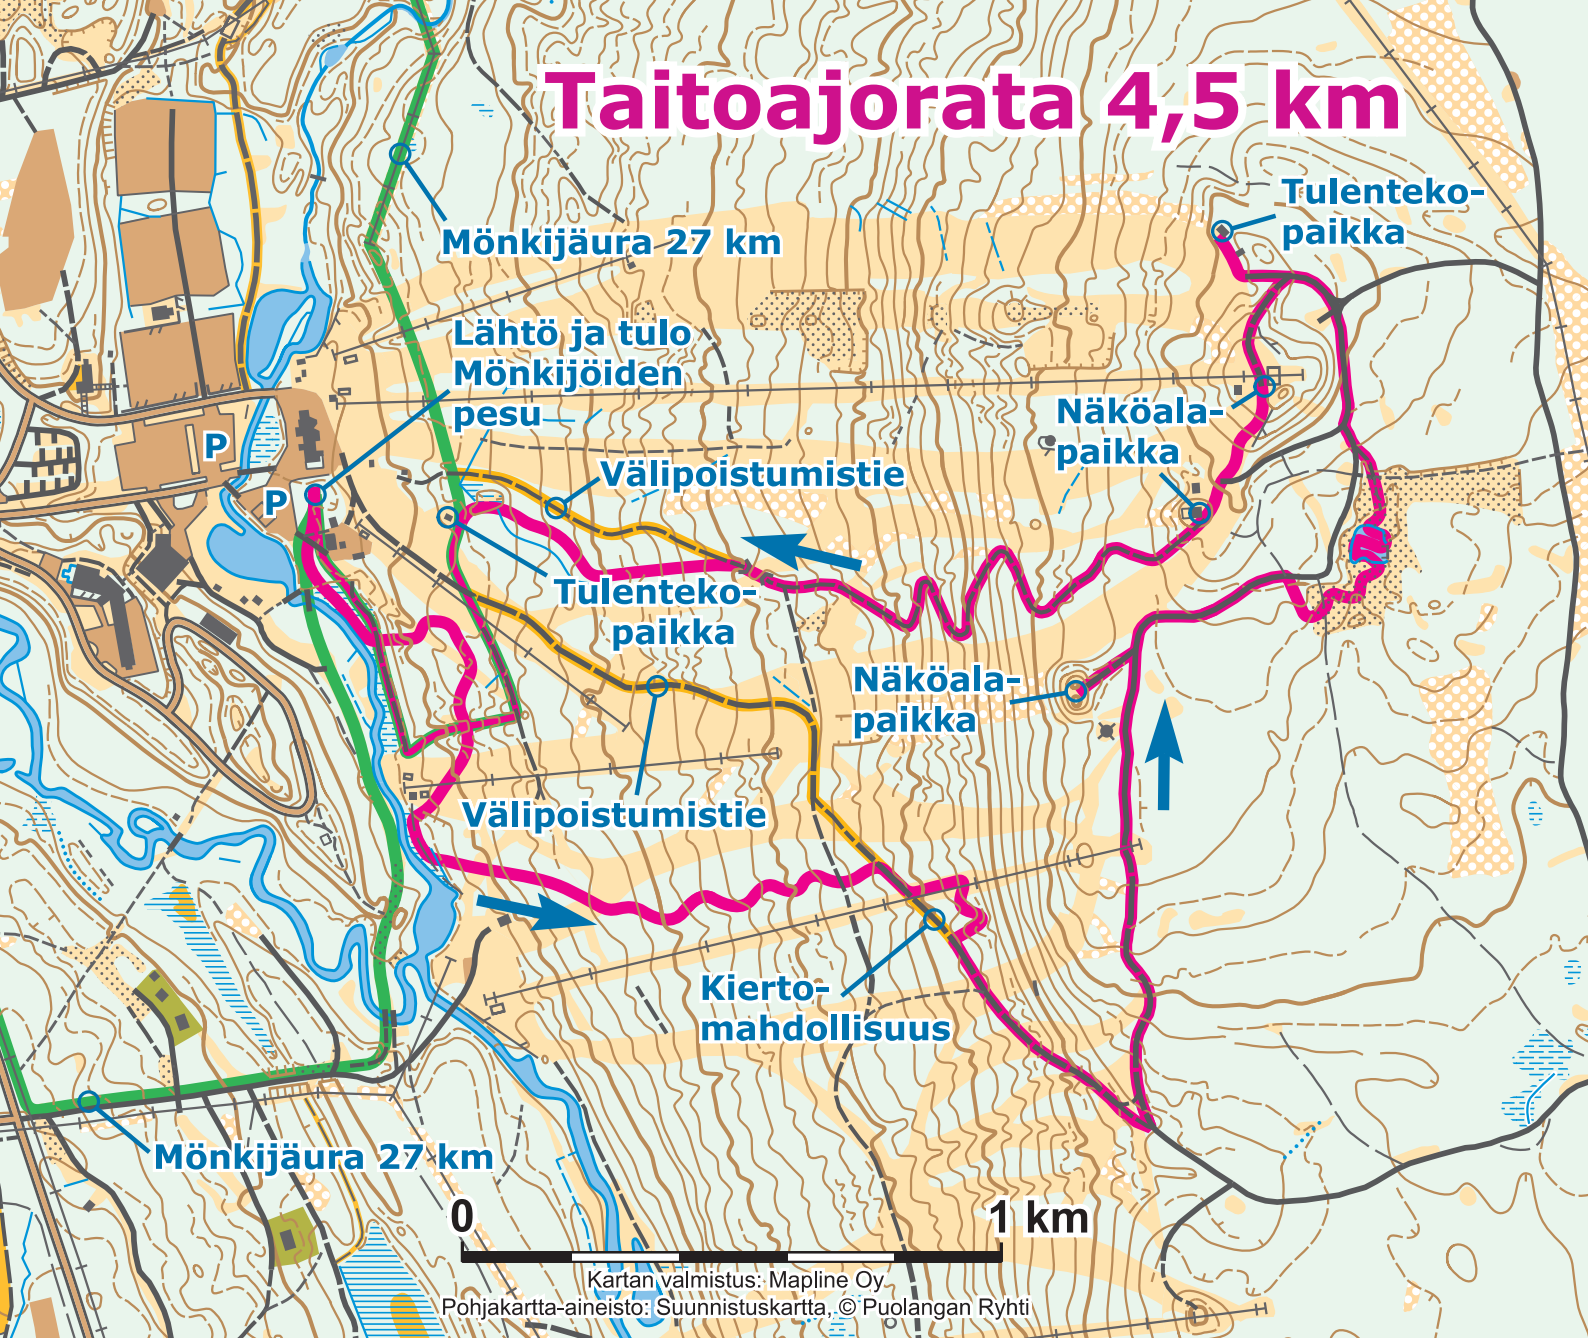 Taitoajorata 4,5 km
Tulenteko-
paikka
Mönkijäura 27 km
Lähtö ja tulo
Mönkijöiden
pesu
Näköala-
paikka
P
Välipoistumistie
P
Tulenteko-
paikka
Näköala-
paikka
Välipoistumistie
Kierto-
mahdollisuus
Mönkijäura 27 km
0 1 km
Kartan valmistus: Mapline Oy
Pohjakartta-aineisto: Suunnistuskartta, © Puolangan Ryhti